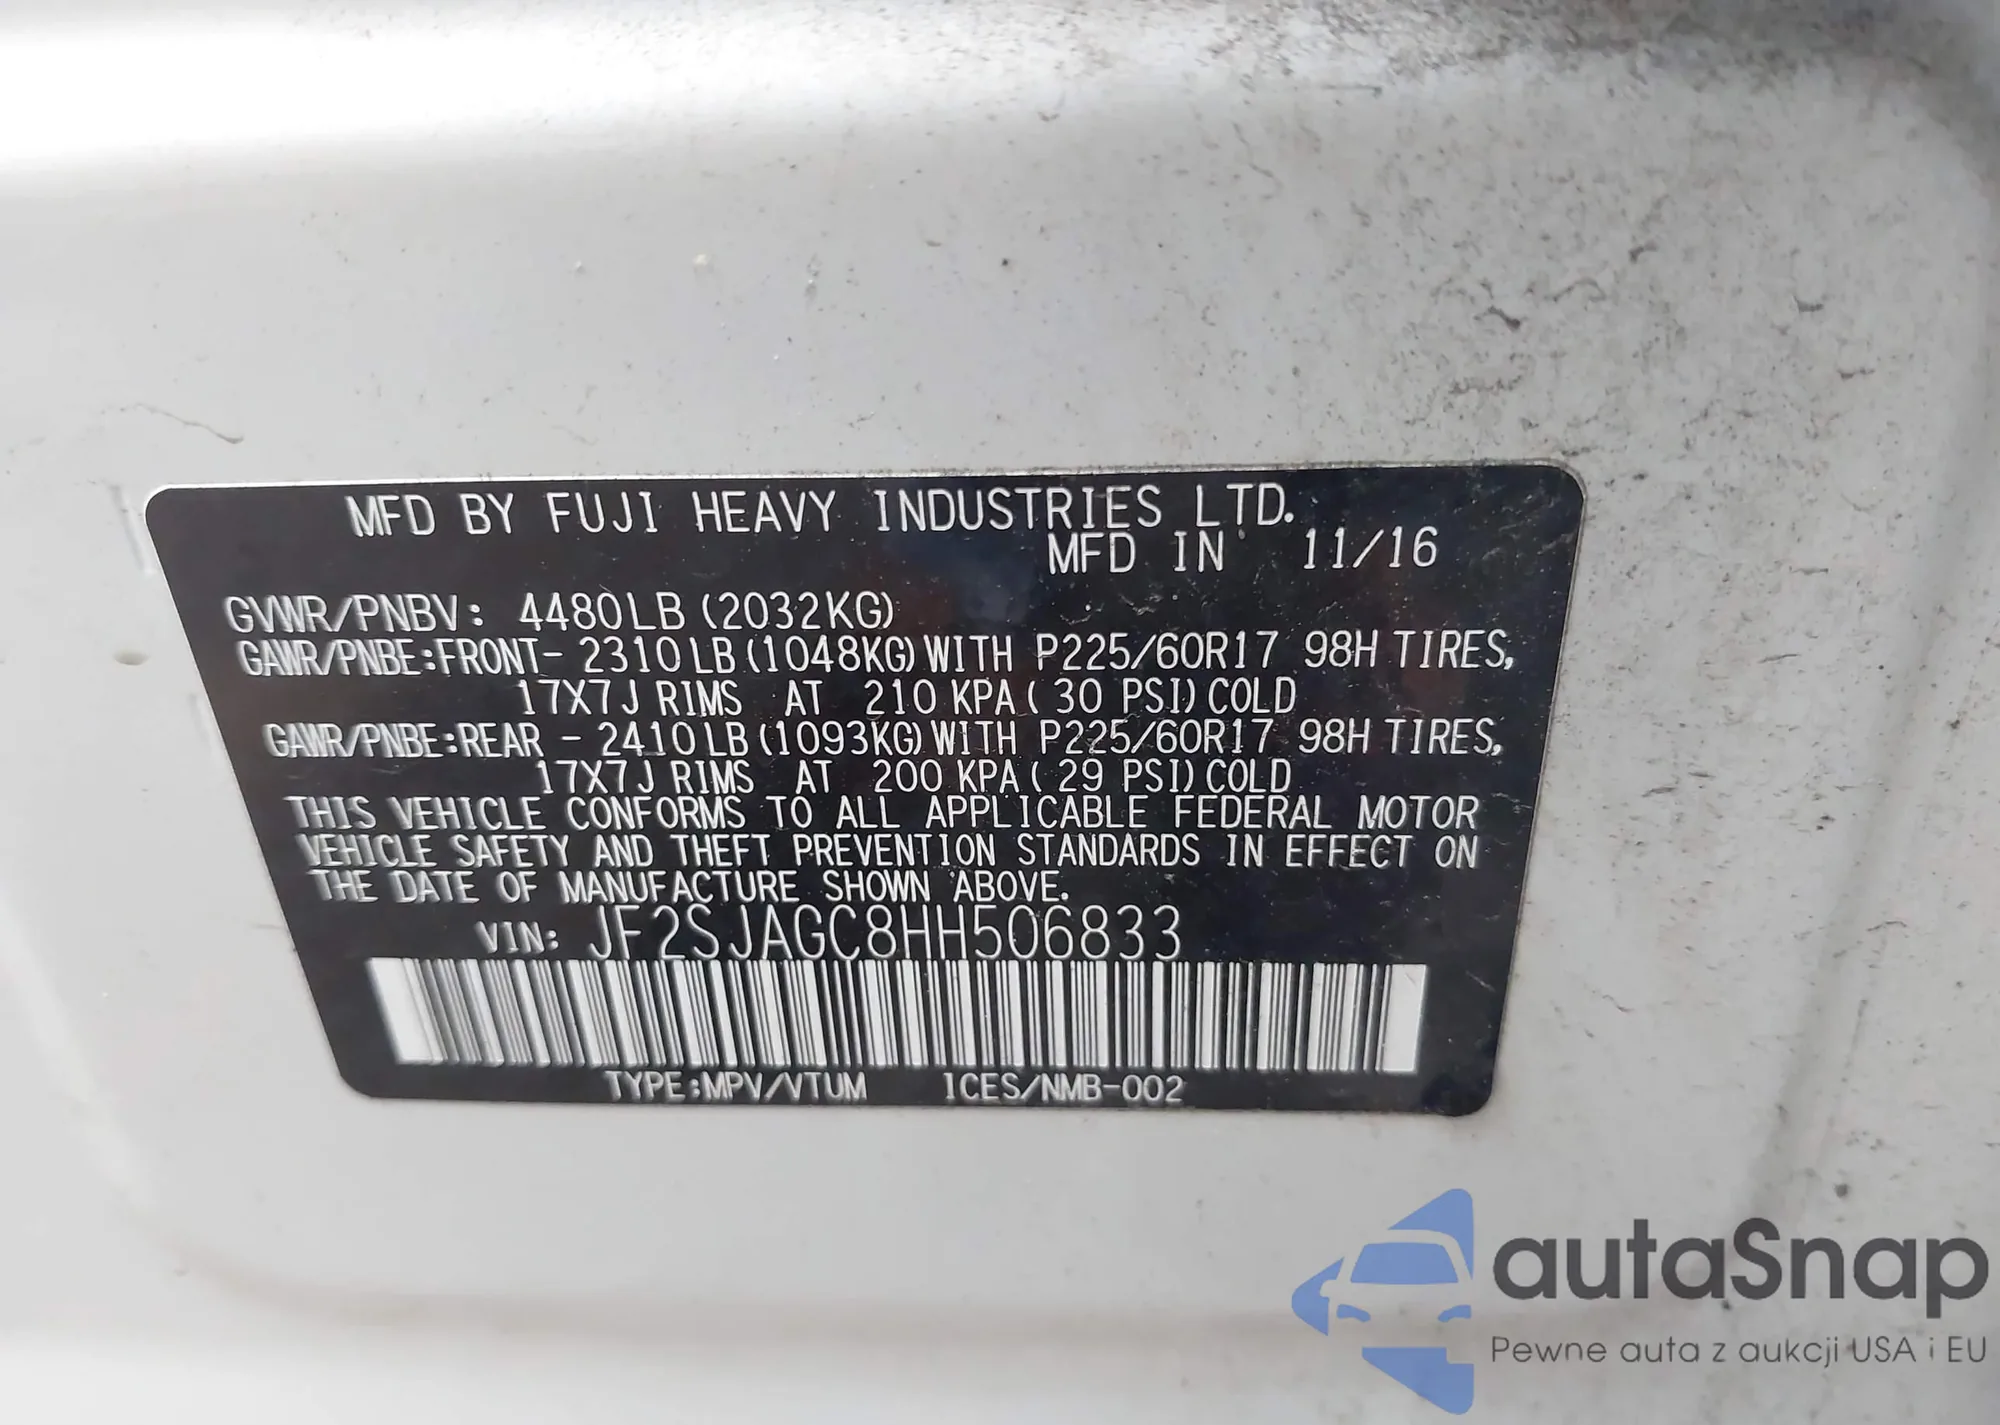 MFD BY FUJI HEAVY INDUSTRIES LTD.
MFD IN 11/16
GVWR/PNBV: 4480LB (2032KG)
GAWR/PNBE:FRONT- 2310LB(1048KG)WITH P225/60R17 98H TIRES,
17X7J RIMS AT 210 KPA( 30 PSI)COLD
GAWR/PNBE:REAR - 2410LB(1093KG)WITH P225/60R17 98H TIRES,
17X7J RIMS AT 200 KPA( 29 PSI)COLD
THIS VEHICLE CONFORMS TO ALL APPLICABLE FEDERAL MOTOR
VEHICLE SAFETY AND THEFT PREVENTION STANDARDS IN EFFECT ON
THE DATE OF MANUFACTURE SHOWN ABOVE.
VIN: JF2SJAGC8HH506833
TYPE:MPV/VTUM ICES/NMB-002
autaSnap
Pewne auta z aukcji USA i EU